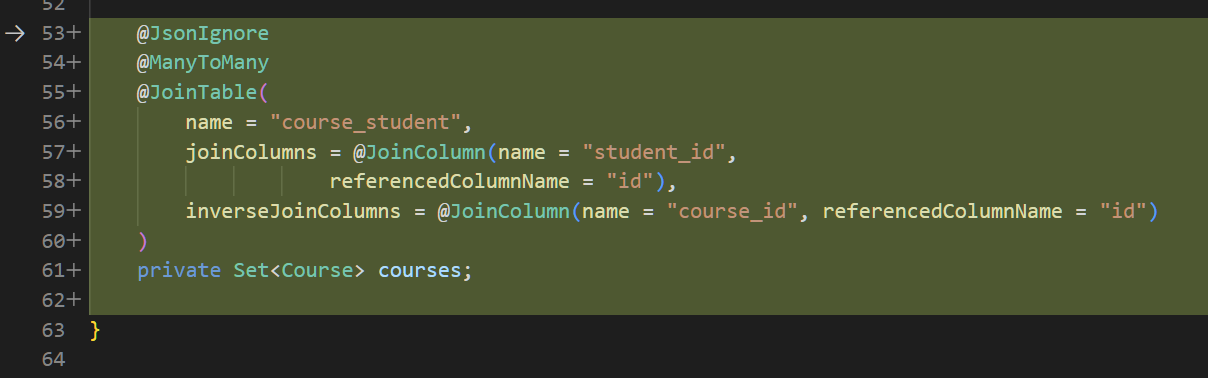 52
→ 53+ @JsonIgnore
54+ @ManyToMany
55+ @JoinTable(
56+ name = "course_student",
57+ joinColumns = @JoinColumn(name = "student_id",
58+ referencedColumnName = "id"),
59+ inverseJoinColumns = @JoinColumn(name = "course_id", referencedColumnName = "id")
60+ )
61+ private Set<Course> courses;
62+
63 }
64